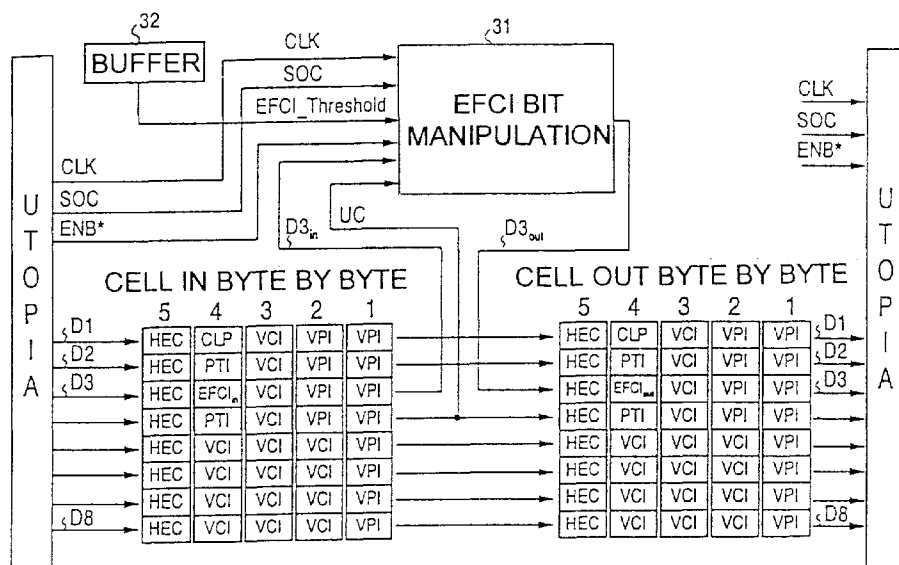 32
BUFFER
CLK
SOC
EFCI_Threshold
31
EFCI BIT
MANIPULATION
CLK
SOC
ENB*
CLK
SOC
ENB*
D3in
UC
D3out
UTOPIA
UTOPIA
CELL IN BYTE BY BYTE
5 4 3 2 1
CELL OUT BYTE BY BYTE
5 4 3 2 1
D1 HEC CLP VCI VPI VPI
D2 HEC PTI VCI VPI VPI
D3 HEC EFCIin VCI VPI VPI
HEC PTI VCI VPI VPI
HEC VCI VCI VCI VPI
HEC VCI VCI VCI VPI
HEC VCI VCI VCI VPI
D8 HEC VCI VCI VCI VPI
HEC CLP VCI VPI VPI D1
HEC PTI VCI VPI VPI D2
HEC EFCIout VCI VPI VPI D3
HEC PTI VCI VPI VPI
HEC VCI VCI VCI VPI
HEC VCI VCI VCI VPI
HEC VCI VCI VCI VPI
HEC VCI VCI VCI VPI D8